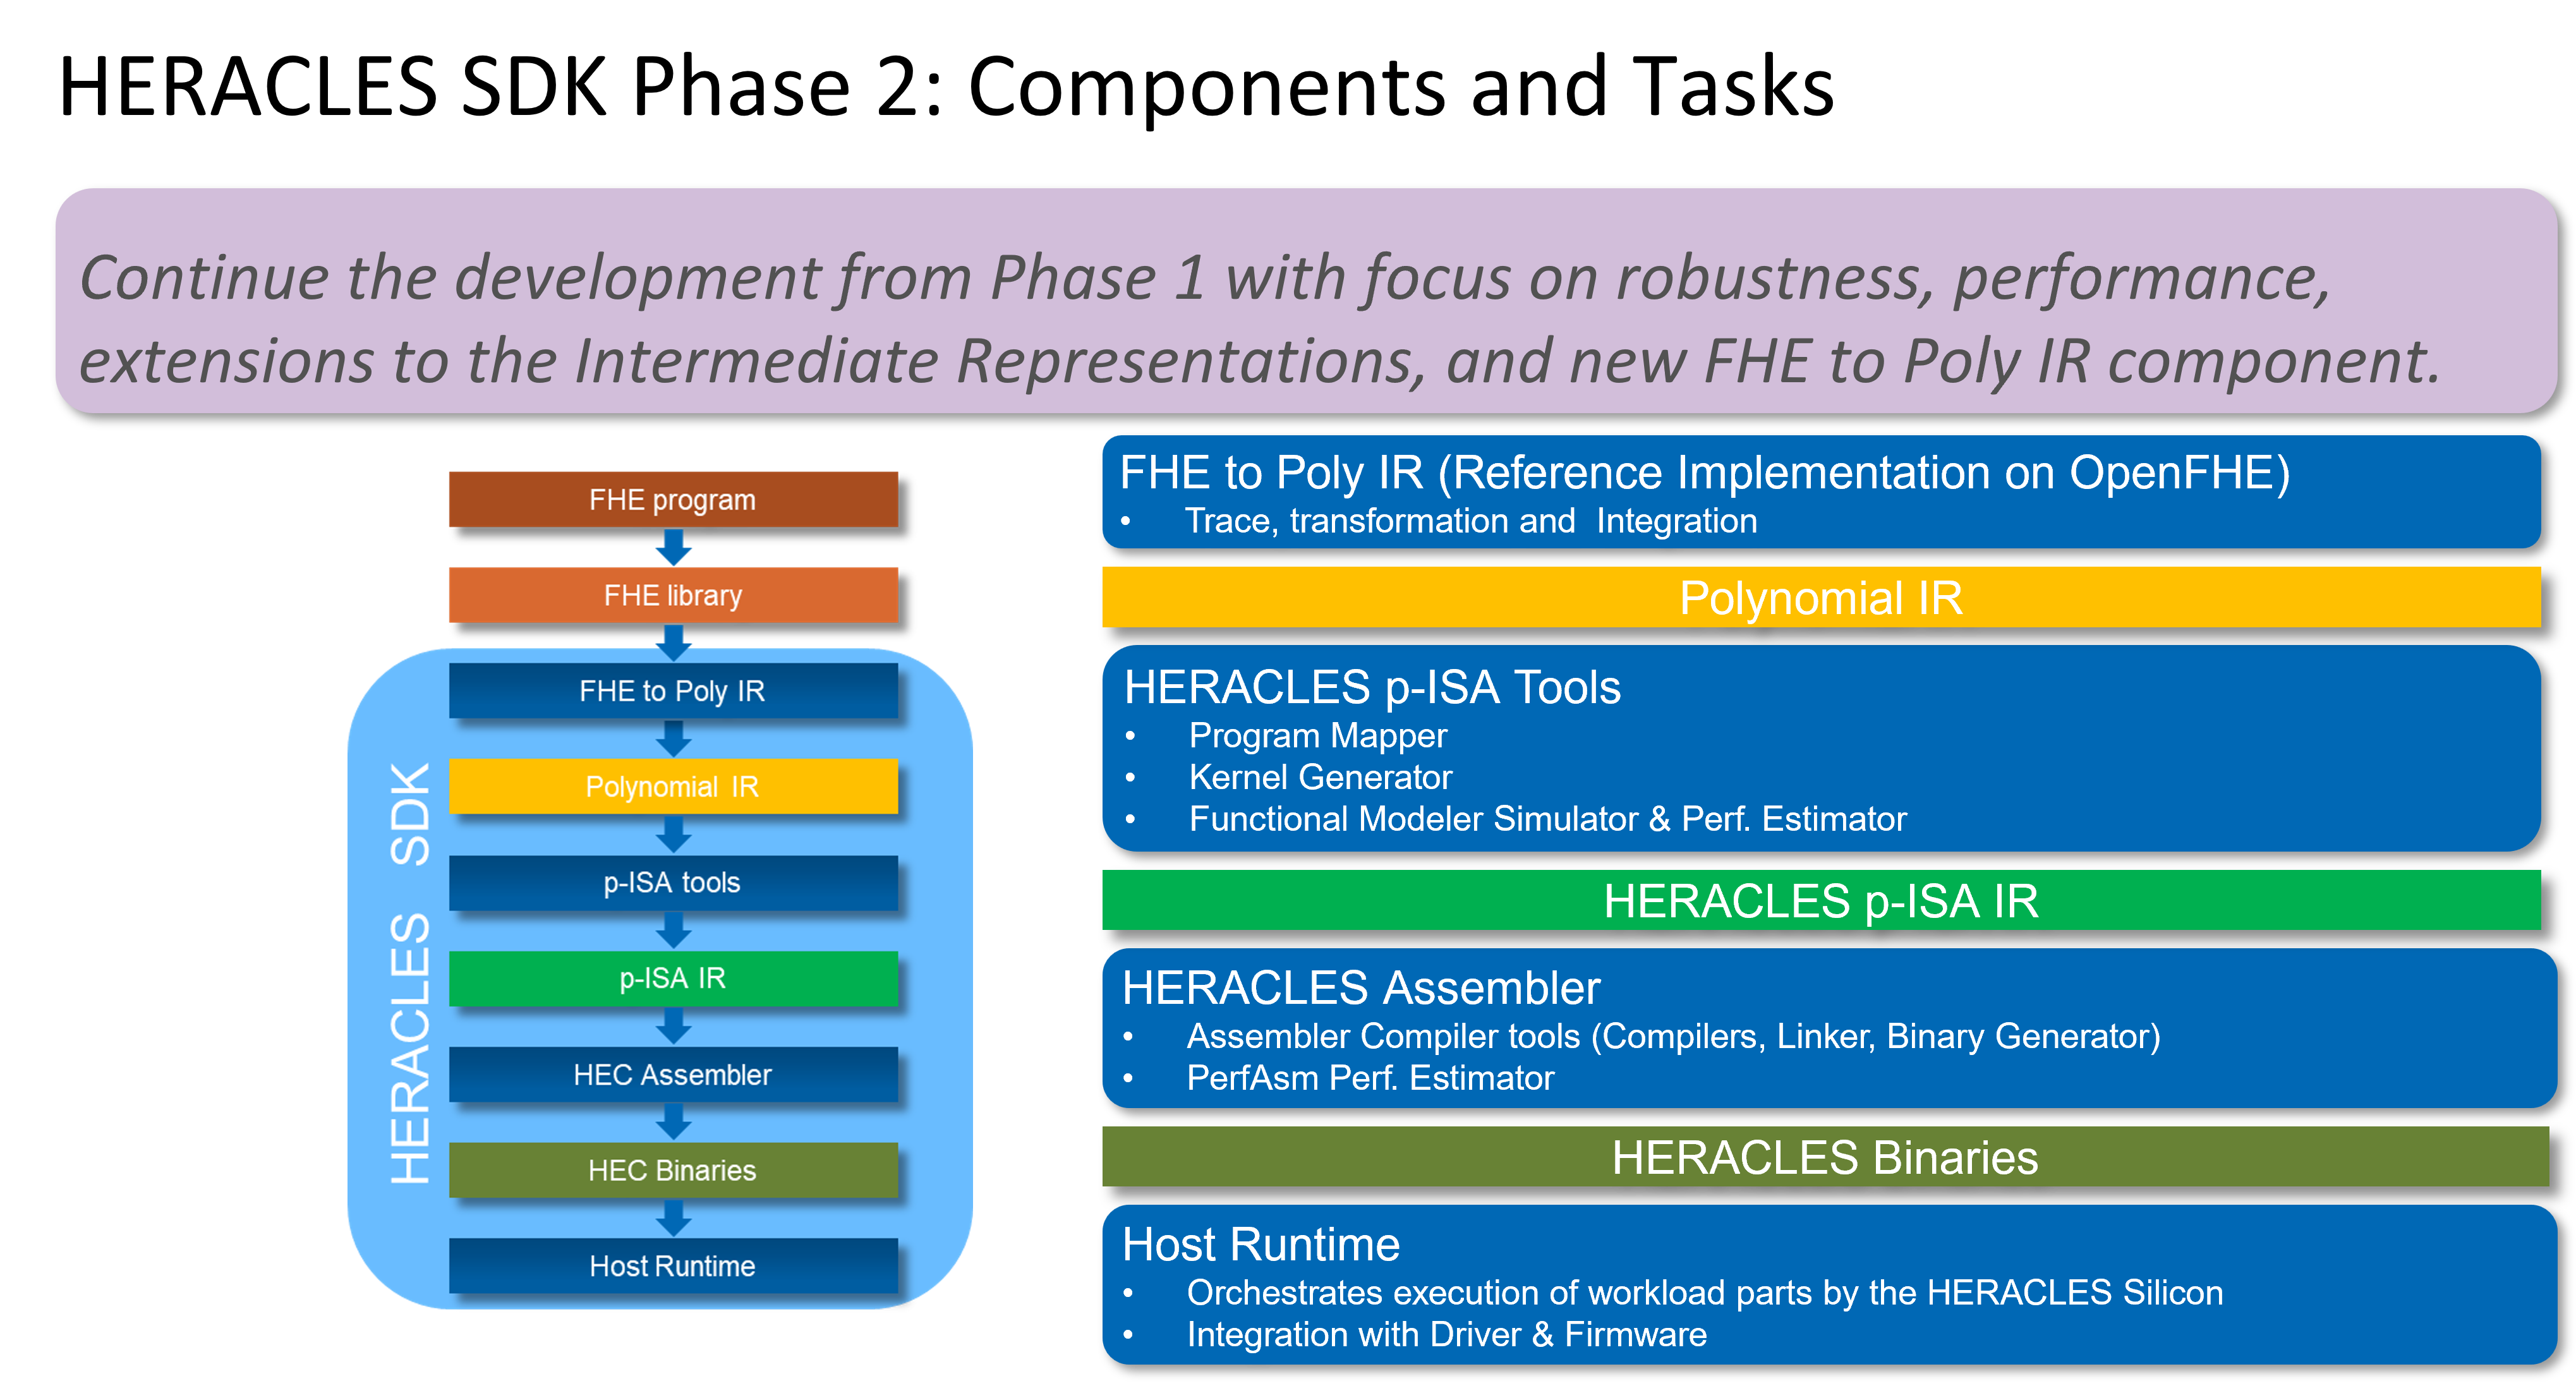 HERACLES SDK Phase 2: Components and Tasks
Continue the development from Phase 1 with focus on robustness, performance,
extensions to the Intermediate Representations, and new FHE to Poly IR component.
FHE program
FHE library
HERACLES SDK
FHE to Poly IR
Polynomial IR
p-ISA tools
p-ISA IR
HEC Assembler
HEC Binaries
Host Runtime
FHE to Poly IR (Reference Implementation on OpenFHE)
• Trace, transformation and Integration
Polynomial IR
HERACLES p-ISA Tools
• Program Mapper
• Kernel Generator
• Functional Modeler Simulator & Perf. Estimator
HERACLES p-ISA IR
HERACLES Assembler
• Assembler Compiler tools (Compilers, Linker, Binary Generator)
• PerfAsm Perf. Estimator
HERACLES Binaries
Host Runtime
• Orchestrates execution of workload parts by the HERACLES Silicon
• Integration with Driver & Firmware